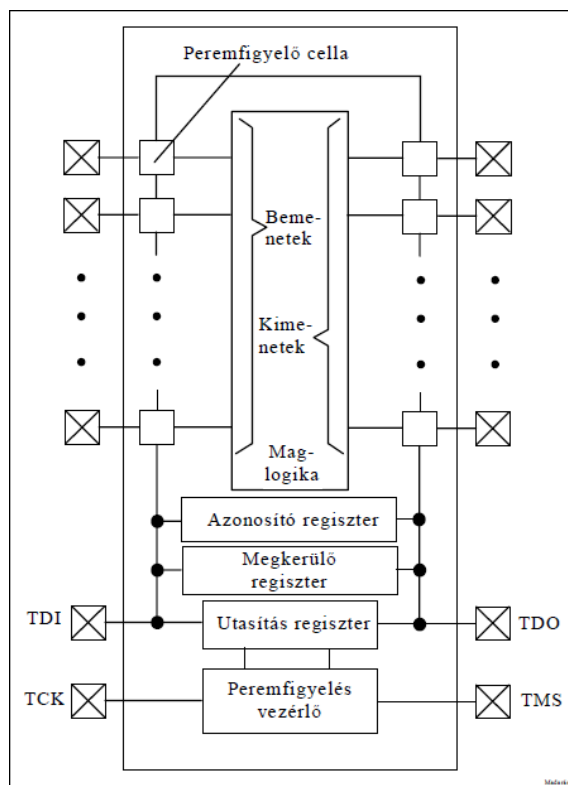 Peremfigyelő cella
Beme-
netek
Kime-
netek
Mag-
logika
Azonosító regiszter
Megkerülő
regiszter
TDI
Utasítás regiszter
TDO
TCK
Peremfigyelés
vezérlő
TMS